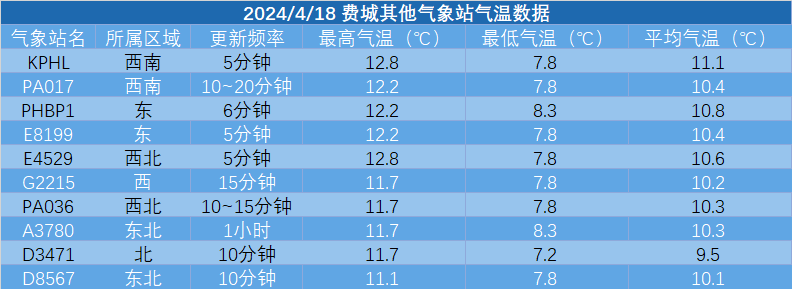 2024/4/18 费城其他气象站气温数据
气象站名 所属区域 更新频率 最高气温（℃） 最低气温（℃） 平均气温（℃）
KPHL 西南 5分钟 12.8 7.8 11.1
PA017 西南 10~20分钟 12.2 7.8 10.4
PHBP1 东 6分钟 12.2 8.3 10.8
E8199 东 5分钟 12.2 7.8 10.4
E4529 西北 5分钟 12.8 7.8 10.6
G2215 西 15分钟 11.7 7.8 10.2
PA036 西北 10~15分钟 11.7 7.8 10.3
A3780 东北 1小时 11.7 8.3 10.3
D3471 北 10分钟 11.7 7.2 9.5
D8567 东北 10分钟 11.1 7.8 10.1